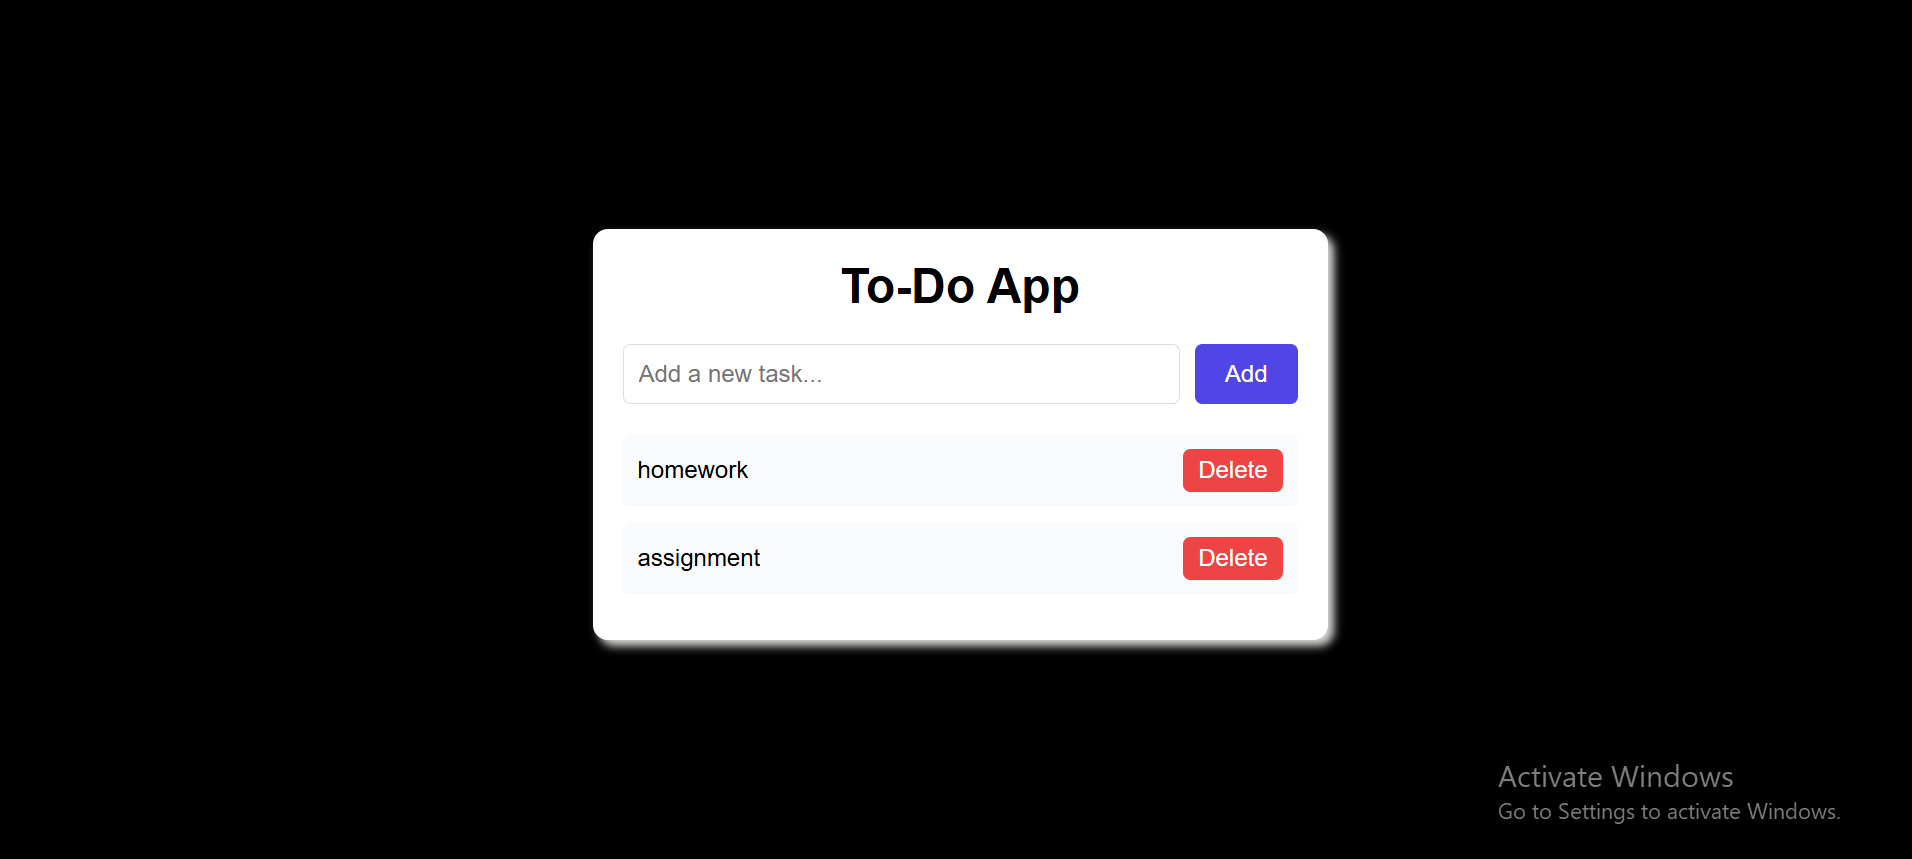 To-Do App
Add a new task...
Add
homework
Delete
assignment
Delete
Activate Windows
Go to Settings to activate Windows.